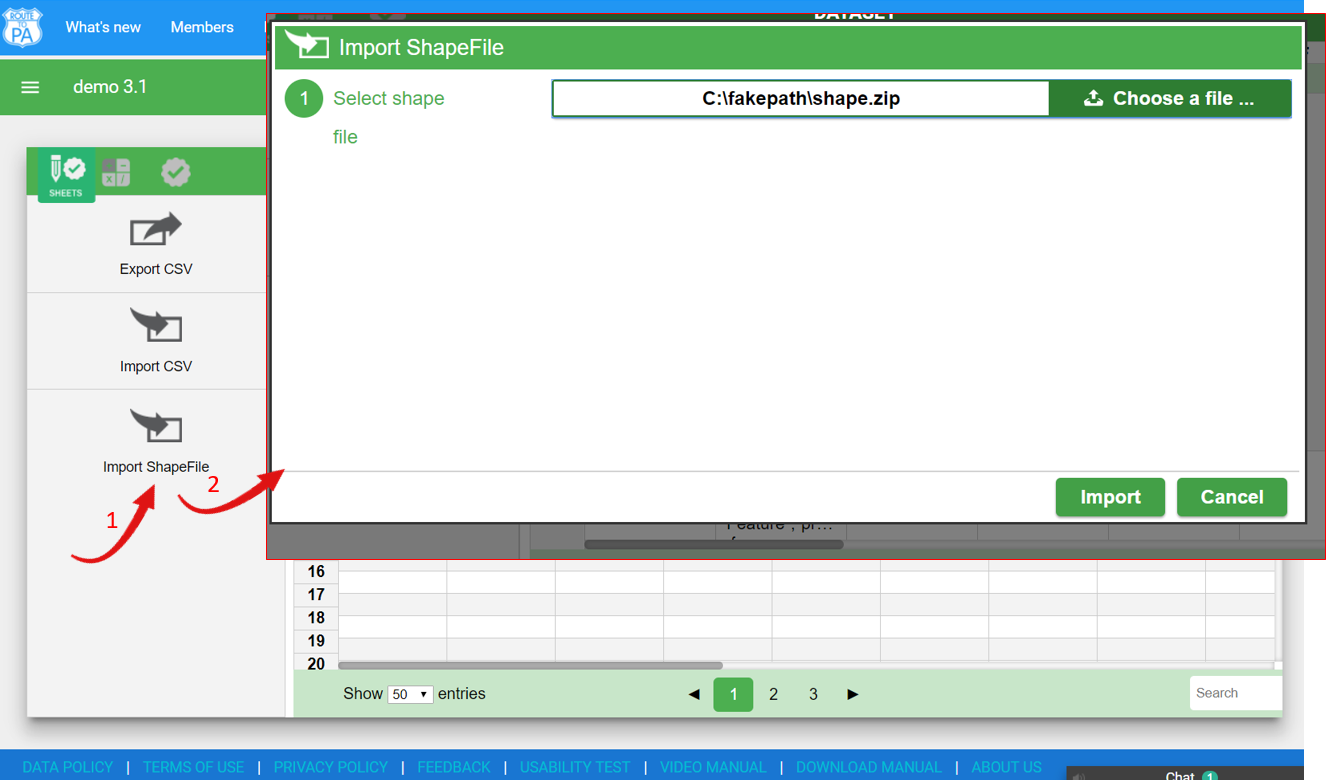 ROUTE
TO
PA
What's new
Members
DATASET
demo 3.1
Import ShapeFile
1
Select shape
file
C:\fakepath\shape.zip
Choose a file ...
SHEETS
Export CSV
Import CSV
Import ShapeFile
1
2
Import
Cancel
16
17
18
19
20
Show 50 entries
1 2 3
Search
DATA POLICY | TERMS OF USE | PRIVACY POLICY | FEEDBACK | USABILITY TEST | VIDEO MANUAL | DOWNLOAD MANUAL | ABOUT US
Chat 1